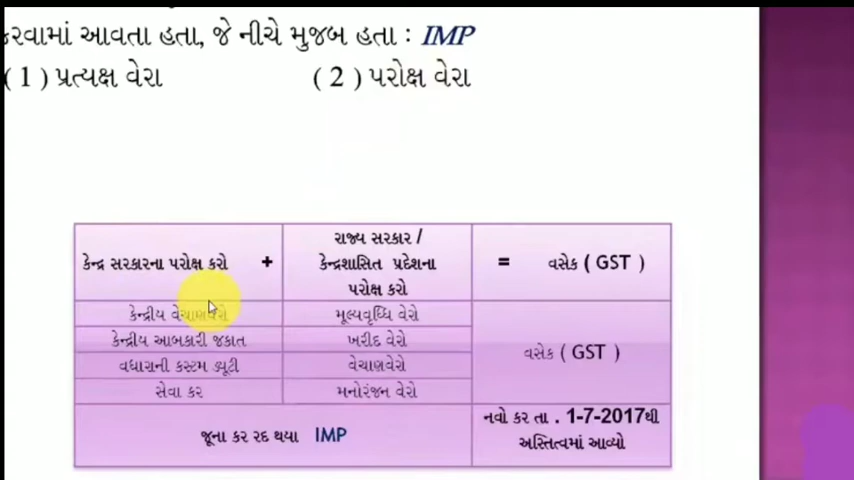 કરવામાં આવતા હતા, જે નીચે મુજબ હતા : IMP
( 1 ) પ્રત્યક્ષ વેરા ( 2 ) પરોક્ષ વેરા
કેન્દ્ર સરકારના પરોક્ષ કરો + રાજ્ય સરકાર / કેન્દ્રશાસિત પ્રદેશના પરોક્ષ કરો = વસેક ( GST )
કેન્દ્રીય વેચાણવેરો મૂલ્યવૃધ્ધિ વેરો
કેન્દ્રીય આબકારી જકાત ખરીદ વેરો
વસેક ( GST )
વધારાની કસ્ટમ ડ્યૂટી વેચાણવેરો
સેવા કર મનોરંજન વેરો
જૂના કર રદ થયા IMP
નવો કર તા . 1-7-2017થી
અસ્તિત્વમાં આવ્યો